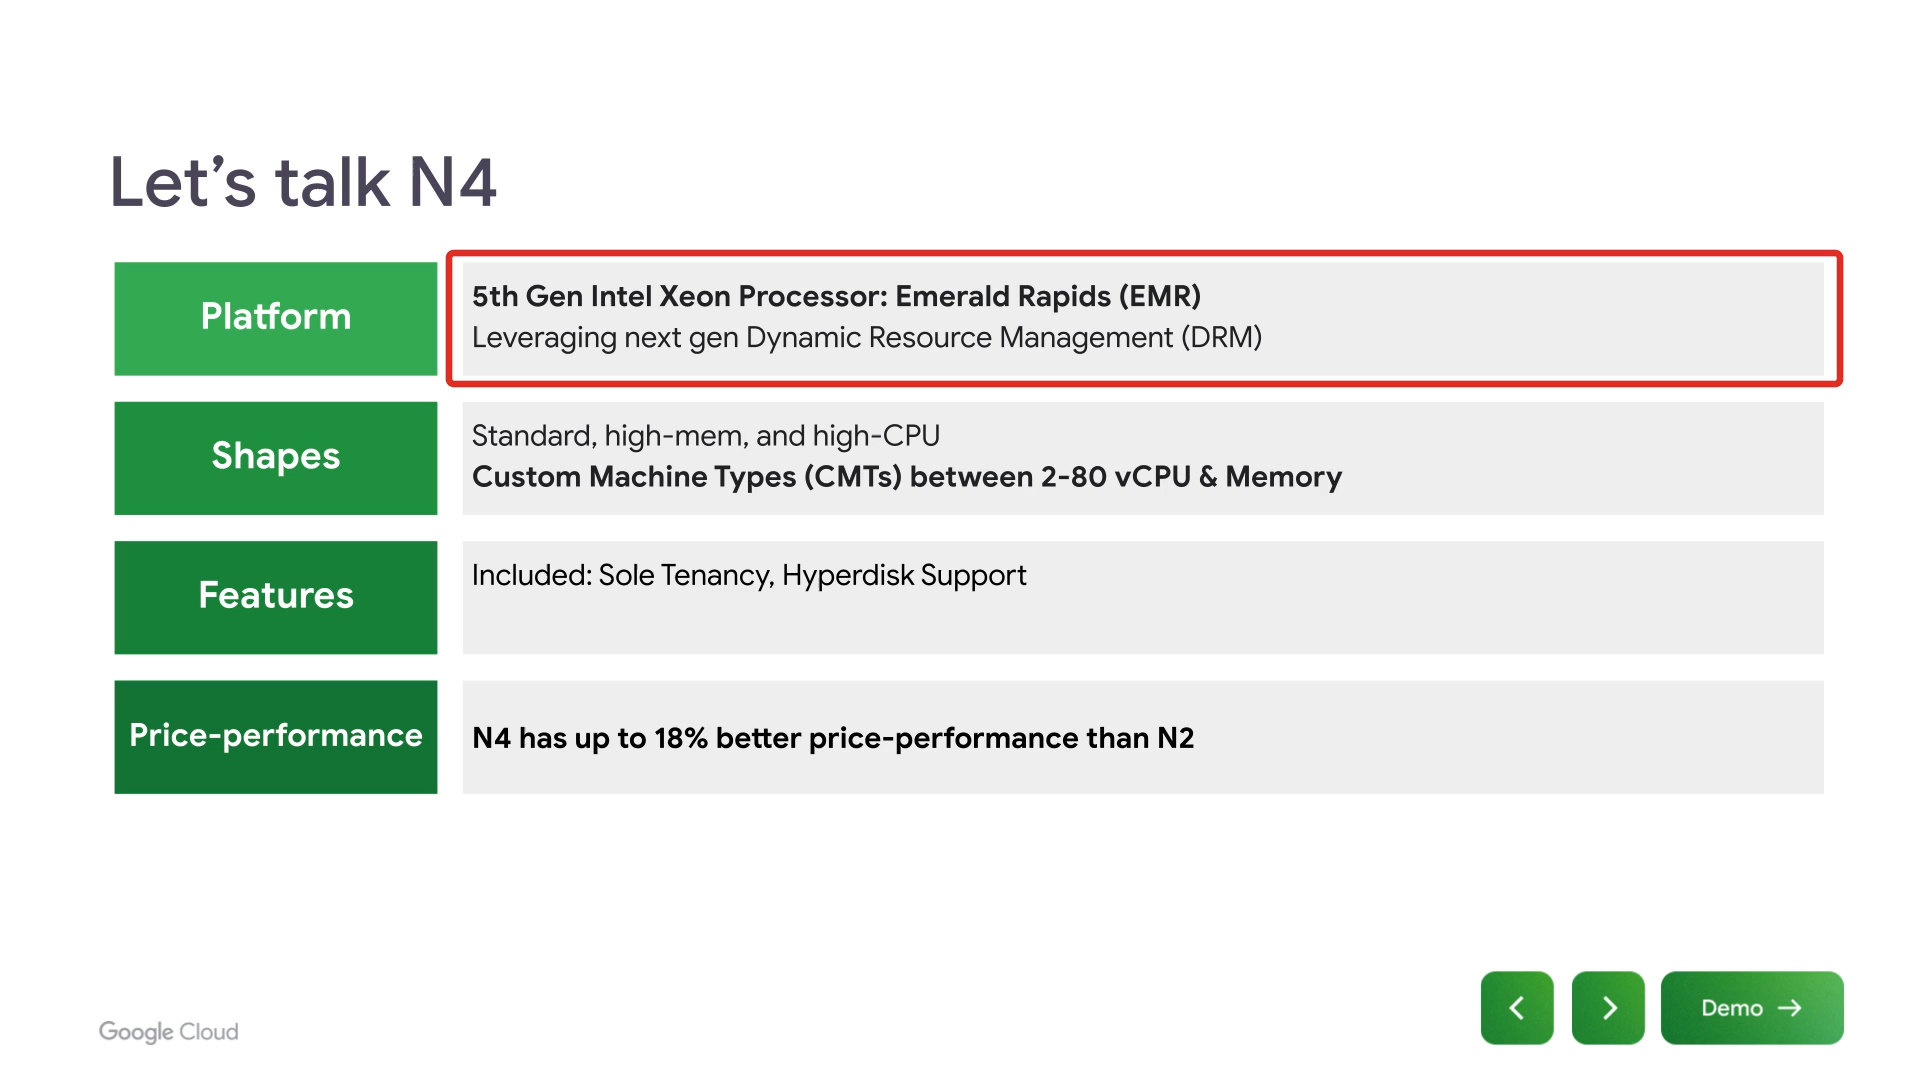 Let’s talk N4
Platform
5th Gen Intel Xeon Processor: Emerald Rapids (EMR)
Leveraging next gen Dynamic Resource Management (DRM)
Shapes
Standard, high-mem, and high-CPU
Custom Machine Types (CMTs) between 2-80 vCPU & Memory
Features
Included: Sole Tenancy, Hyperdisk Support
Price-performance
N4 has up to 18% better price-performance than N2
Google Cloud
Demo →